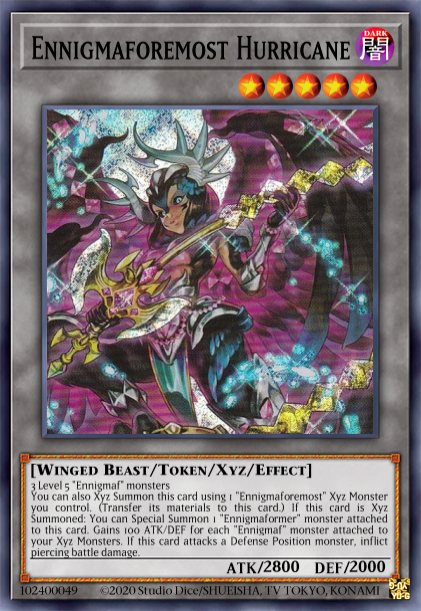 ENNIGMAFOREMOST HURRICANE
DARK
闇
[WINGED BEAST/TOKEN/XYZ/EFFECT]
3 Level 5 "Ennigmaf" monsters
You can also Xyz Summon this card using 1 "Ennigmaforemost" Xyz Monster
you control. (Transfer its materials to this card.) If this card is Xyz
Summoned: You can Special Summon 1 "Ennigmaformer" monster attached
to this card. Gains 100 ATK/DEF for each "Ennigmaf" monster attached to
your Xyz Monsters. If this card attacks a Defense Position monster, inflict
piercing battle damage.
ATK/2800 DEF/2000
102400049 ©2020 Studio Dice/SHUEISHA, TV TOKYO, KONAMI